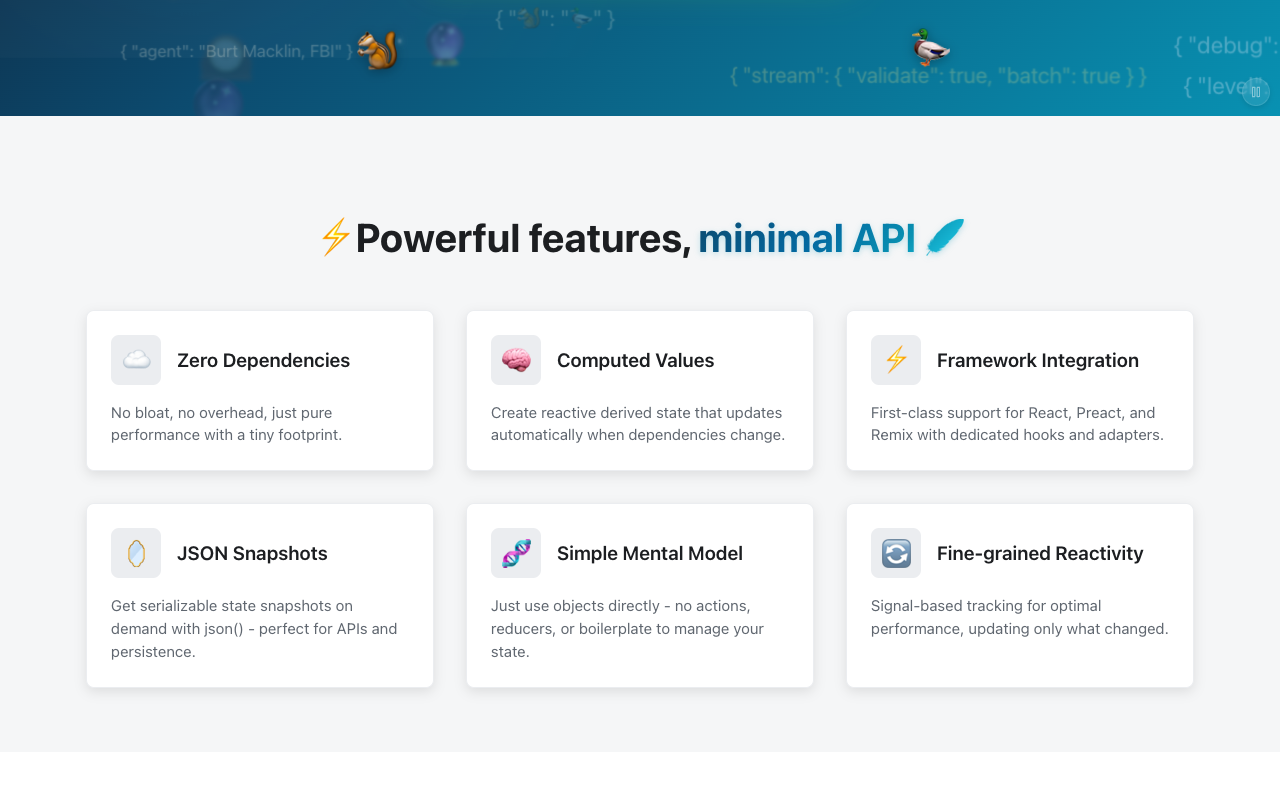 { "🐿️": "🦆" }
{ "agent": "Burt Macklin, FBI" }
{ "debug":
{ "stream": { "validate": true, "batch": true } }
{ "level":
Powerful features, minimal API
Zero Dependencies
No bloat, no overhead, just pure
performance with a tiny footprint.
Computed Values
Create reactive derived state that updates
automatically when dependencies change.
Framework Integration
First-class support for React, Preact, and
Remix with dedicated hooks and adapters.
JSON Snapshots
Get serializable state snapshots on
demand with json() - perfect for APIs and
persistence.
Simple Mental Model
Just use objects directly - no actions,
reducers, or boilerplate to manage your
state.
Fine-grained Reactivity
Signal-based tracking for optimal
performance, updating only what changed.